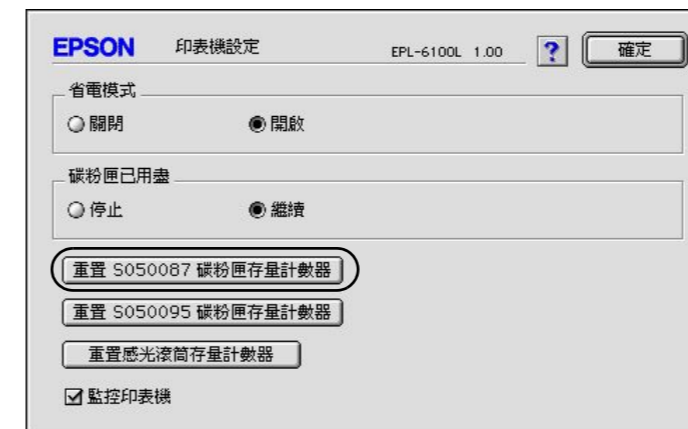 EPSON 印表機設定 EPL-6100L 1.00 ? 確定
省電模式
關閉 開啟
碳粉匣已用盡
停止 繼續
重置 S050087 碳粉匣存量計數器
重置 S050095 碳粉匣存量計數器
重置感光滾筒存量計數器
監控印表機